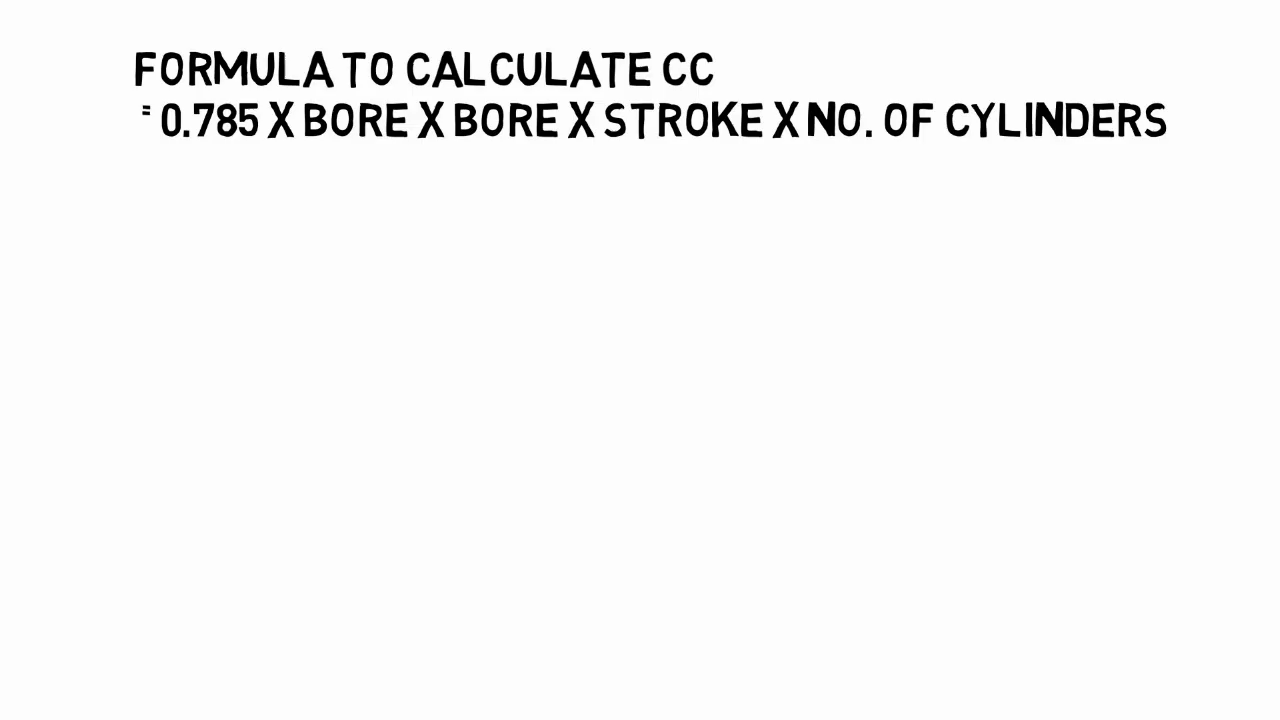 FORMULA TO CALCULATE CC
= 0.785 X BORE X BORE X STROKE X NO. OF CYLINDERS